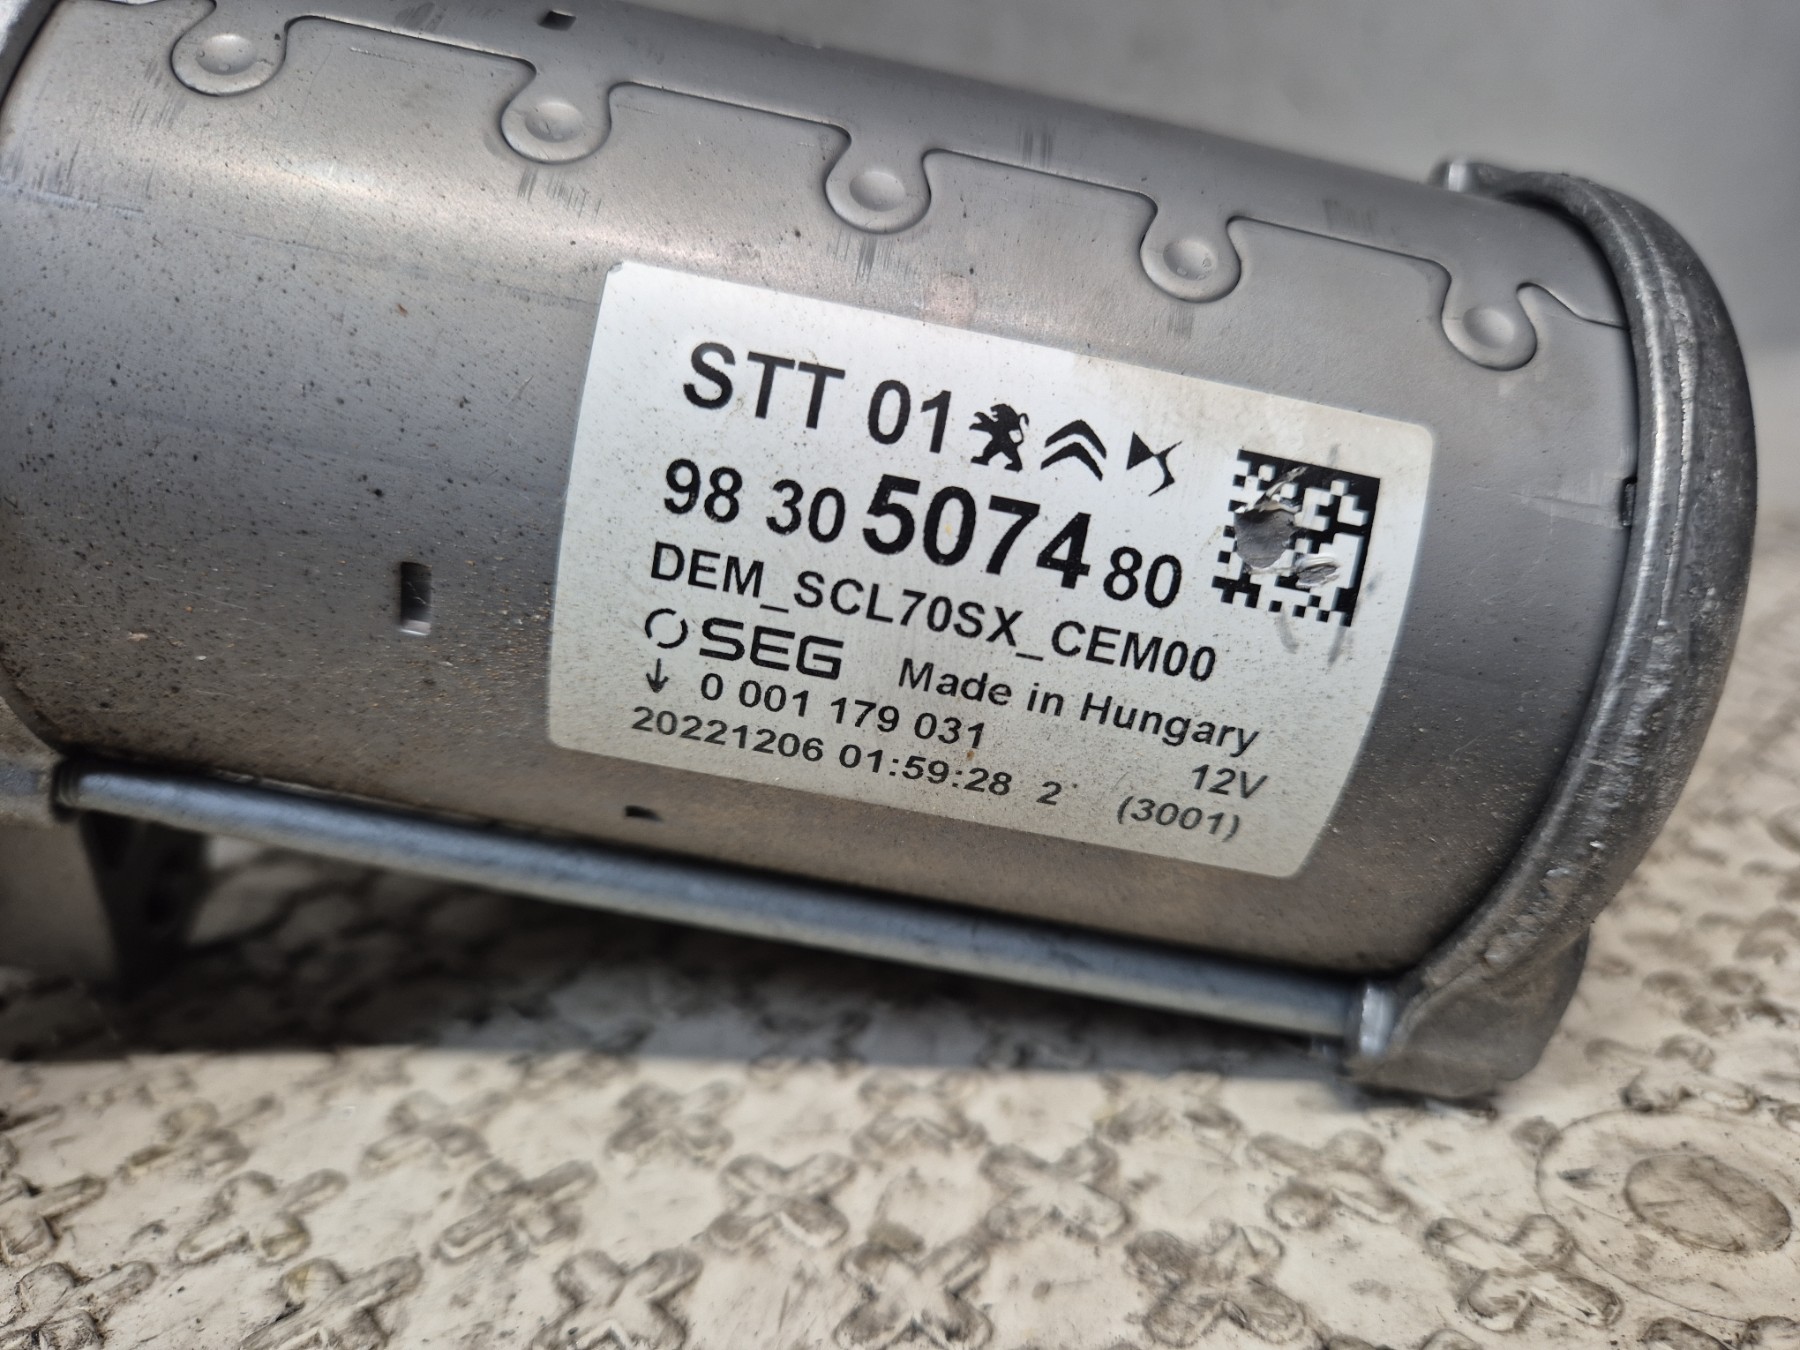 STT 01
98 30 5074 80
DEM_SCL70SX_CEM00
SEG Made in Hungary
0 001 179 031 12V
20221206 01:59:28 2 (3001)